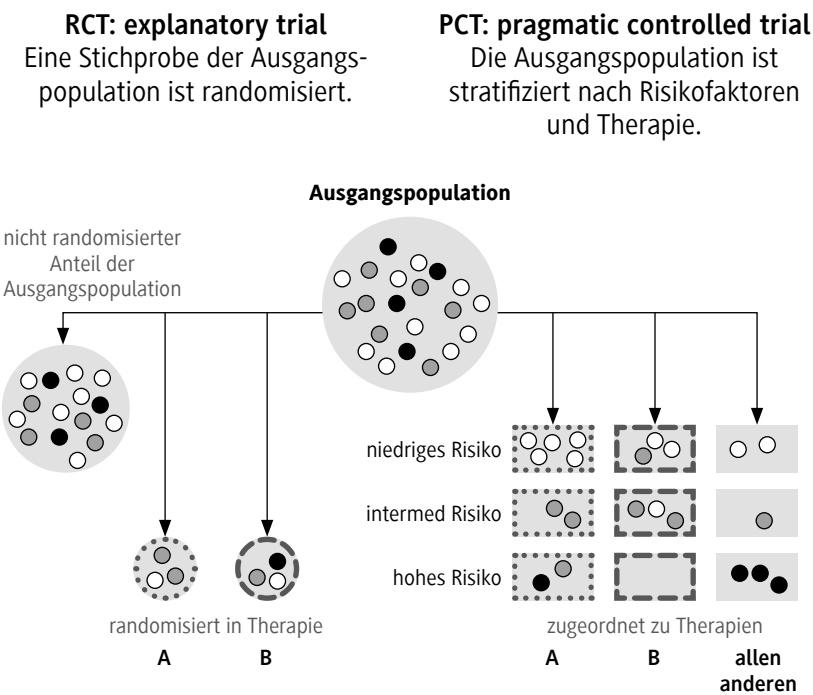 RCT: explanatory trial
Eine Stichprobe der Ausgangs-
population ist randomisiert.
PCT: pragmatic controlled trial
Die Ausgangspopulation ist
stratifiziert nach Risikofaktoren
und Therapie.
Ausgangspopulation
nicht randomisierter
Anteil der
Ausgangspopulation
niedriges Risiko
intermed Risiko
hohes Risiko
randomisiert in Therapie
A B
zugeordnet zu Therapien
A B allen
anderen